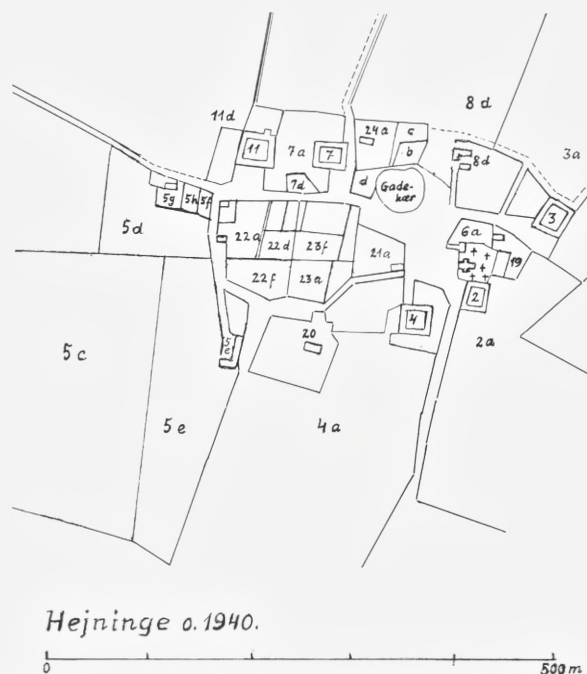 8d
11d
24a
c
3a
11
7a
7
b
8d
7d
d
Gade-
kær
5g
5h
5f
3
5d
6a
22a
22d
23f
21a
19
22f
23a
2
4
20
5e
5c
2a
5e
4a
Hejninge o. 1940.
0
500 m